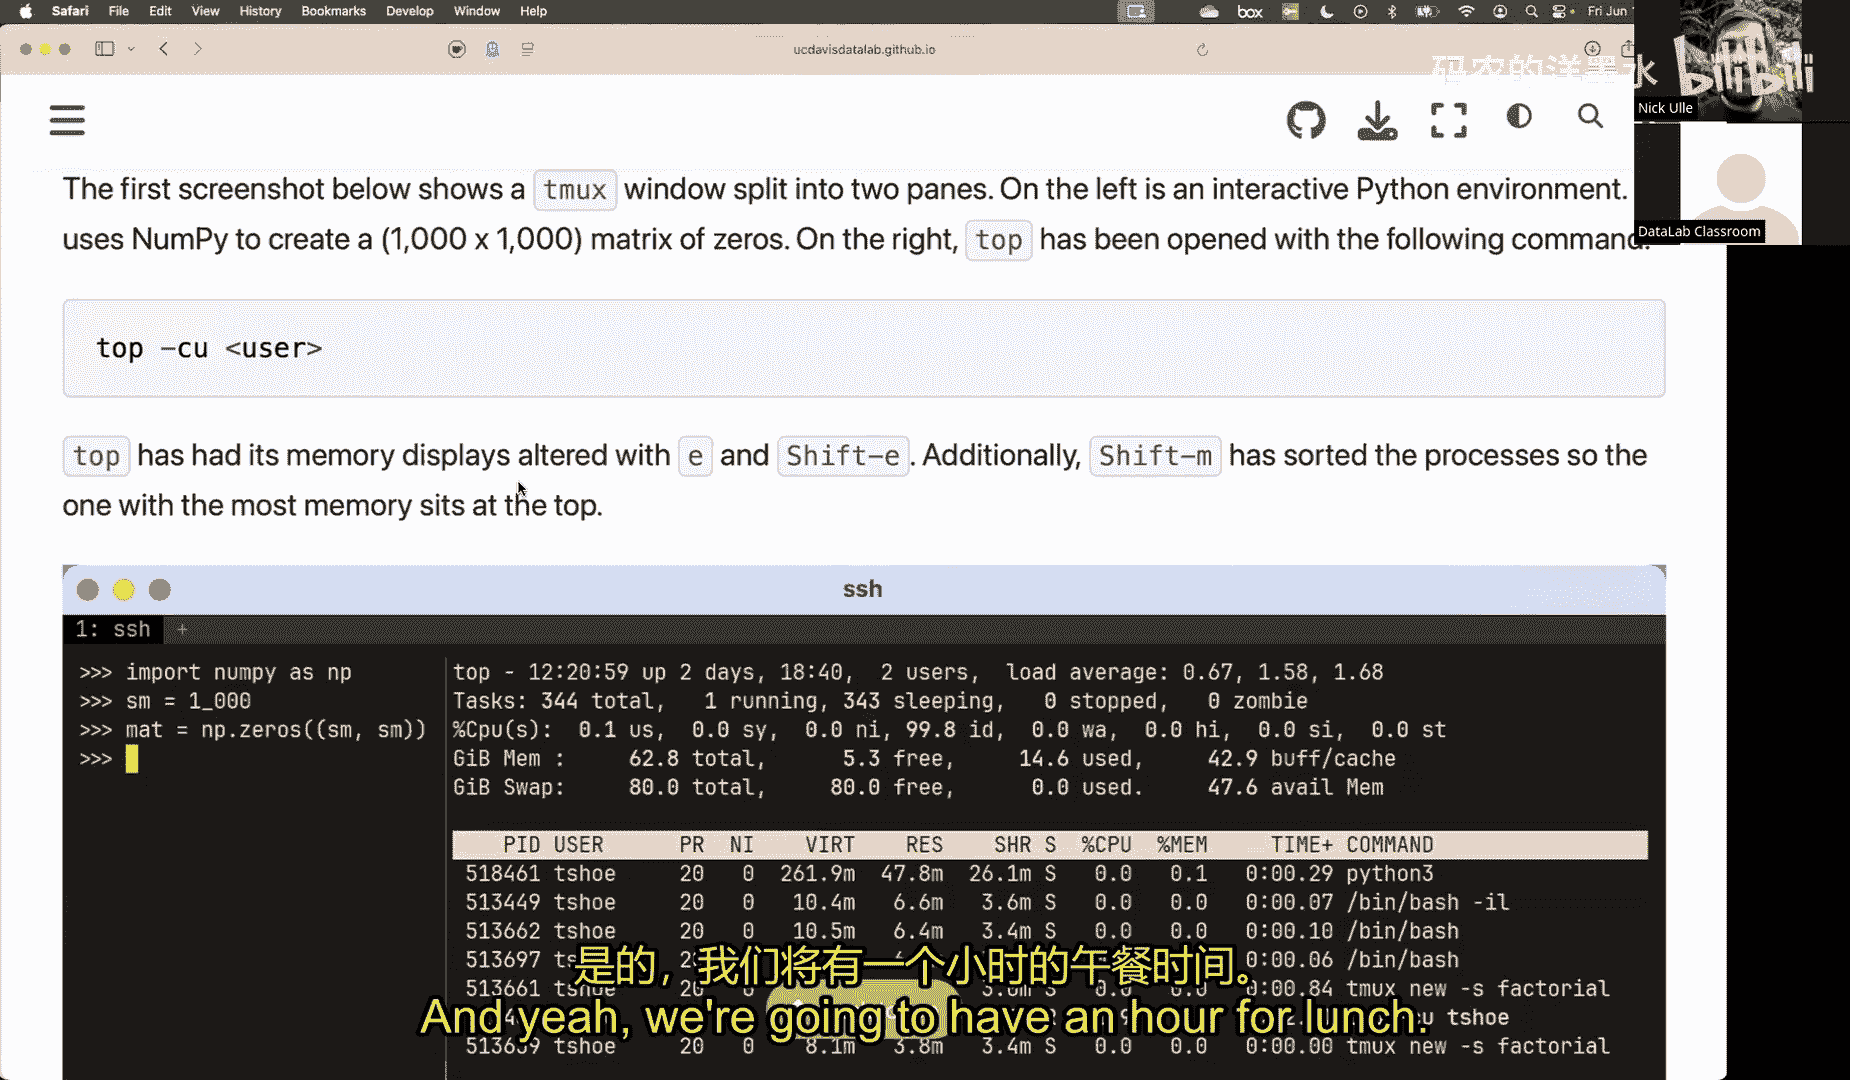 Safari File Edit View History Bookmarks Develop Window Help
box
Fri Jun
ucdavisdatalab.github.io
码农的洋墨水 bilibili
Nick Ulle
DataLab Classroom
The first screenshot below shows a tmux window split into two panes. On the left is an interactive Python environment.
uses NumPy to create a (1,000 x 1,000) matrix of zeros. On the right, top has been opened with the following command:
top -cu <user>
top has had its memory displays altered with e and Shift-e. Additionally, Shift-m has sorted the processes so the
one with the most memory sits at the top.
ssh
1: ssh +
>>> import numpy as np
>>> sm = 1_000
>>> mat = np.zeros((sm, sm))
>>>
top - 12:20:59 up 2 days, 18:40, 2 users, load average: 0.67, 1.58, 1.68
Tasks: 344 total, 1 running, 343 sleeping, 0 stopped, 0 zombie
%Cpu(s): 0.1 us, 0.0 sy, 0.0 ni, 99.8 id, 0.0 wa, 0.0 hi, 0.0 si, 0.0 st
GiB Mem : 62.8 total, 5.3 free, 14.6 used, 42.9 buff/cache
GiB Swap: 80.0 total, 80.0 free, 0.0 used. 47.6 avail Mem
PID USER PR NI VIRT RES SHR S %CPU %MEM TIME+ COMMAND
518461 tshoe 20 0 261.9m 47.8m 26.1m S 0.0 0.1 0:00.29 python3
513449 tshoe 20 0 10.4m 6.6m 3.6m S 0.0 0.0 0:00.07 /bin/bash -il
513662 tshoe 20 0 10.5m 6.4m 3.4m S 0.0 0.0 0:00.10 /bin/bash
513697 :00.06 /bin/bash
513661 tshoe 20 0.84 tmux new -s factorial
cu tshoe
20 0 8.1m 3.8m 3.4m S 0.0 0.0 0:00.00 tmux new -s factorial
是的，我们将有一个小时的午餐时间。
And yeah, we're going to have an hour for lunch.